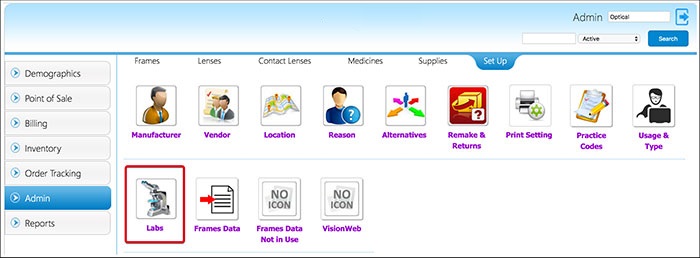 Admin Optical
Active Search
Frames Lenses Contact Lenses Medicines Supplies Set Up
Demographics
Point of Sale
Billing
Inventory
Order Tracking
Admin
Reports
Manufacturer Vendor Location Reason Alternatives Remake & Returns Print Setting Practice Codes Usage & Type
NO ICON NO ICON
Labs Frames Data Frames Data Not in Use VisionWeb